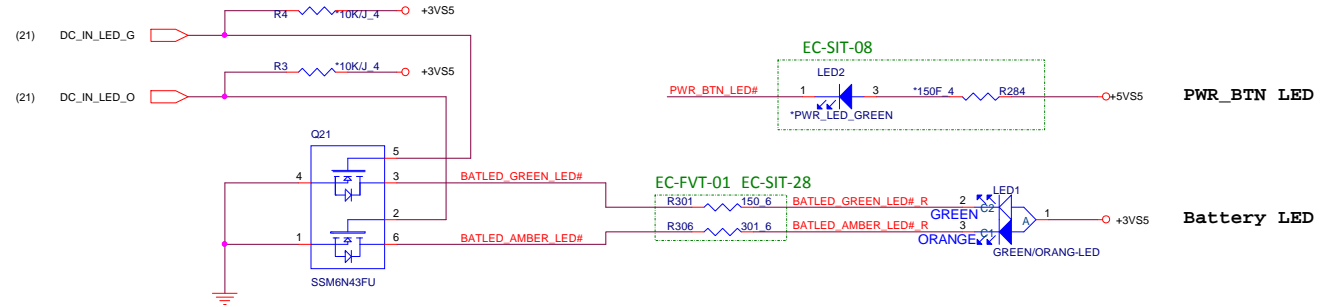 R4 *10K/J_4 +3VS5
(21) DC_IN_LED_G
R3 *10K/J_4 +3VS5
(21) DC_IN_LED_O
EC-SIT-08
LED2
PWR_BTN_LED# 1 3 *150F_4 R284 +5VS5 PWR_BTN LED
*PWR_LED_GREEN
Q21
5
4 3 BATLED_GREEN_LED#
2
1 6 BATLED_AMBER_LED#
SSM6N43FU
EC-FVT-01 EC-SIT-28
R301 150_6 BATLED_GREEN_LED#_R 2 LED1
GREEN C2
A 1 +3VS5 Battery LED
R306 301_6 BATLED_AMBER_LED#_R 3
ORANGE C1
GREEN/ORANG-LED